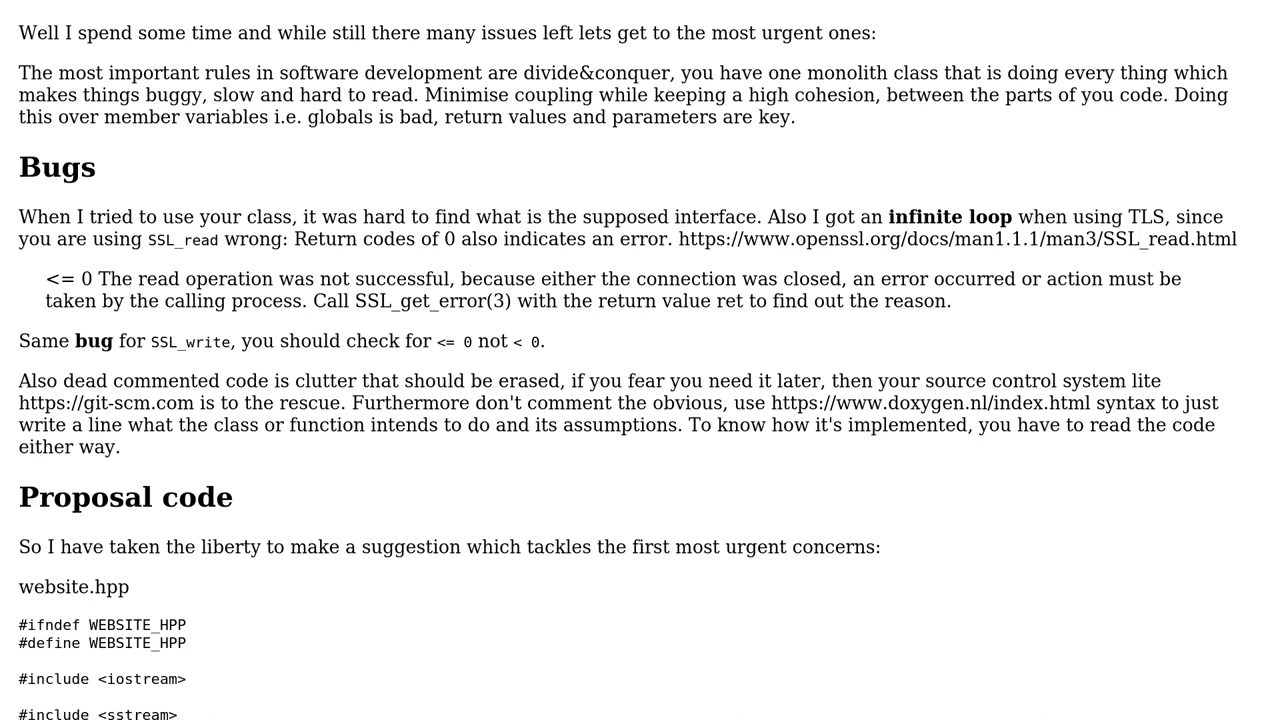 Well I spend some time and while still there many issues left lets get to the most urgent ones:
The most important rules in software development are divide&conquer, you have one monolith class that is doing every thing which
makes things buggy, slow and hard to read. Minimise coupling while keeping a high cohesion, between the parts of you code. Doing
this over member variables i.e. globals is bad, return values and parameters are key.
Bugs
When I tried to use your class, it was hard to find what is the supposed interface. Also I got an infinite loop when using TLS, since
you are using SSL_read wrong: Return codes of 0 also indicates an error. https://www.openssl.org/docs/man1.1.1/man3/SSL_read.html
<= 0 The read operation was not successful, because either the connection was closed, an error occurred or action must be
taken by the calling process. Call SSL_get_error(3) with the return value ret to find out the reason.
Same bug for SSL_write, you should check for <= 0 not < 0.
Also dead commented code is clutter that should be erased, if you fear you need it later, then your source control system lite
https://git-scm.com is to the rescue. Furthermore don't comment the obvious, use https://www.doxygen.nl/index.html syntax to just
write a line what the class or function intends to do and its assumptions. To know how it's implemented, you have to read the code
either way.
Proposal code
So I have taken the liberty to make a suggestion which tackles the first most urgent concerns:
website.hpp
#ifndef WEBSITE_HPP
#define WEBSITE_HPP
#include <iostream>
#include <sstream>